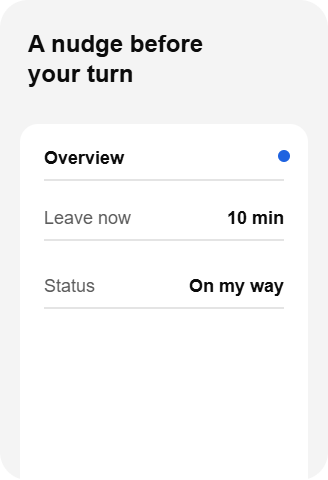 A nudge before
your turn
Overview
Leave now 10 min
Status On my way